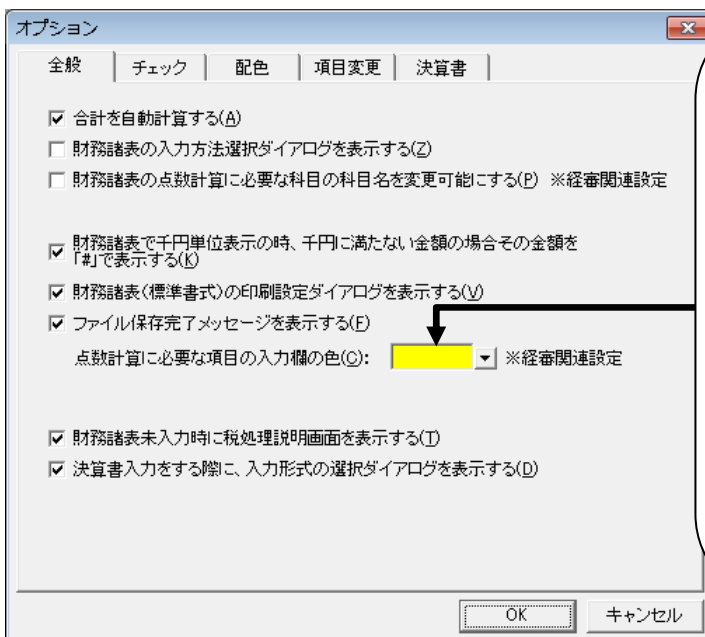 オプション
全般 チェック 配色 項目変更 決算書
合計を自動計算する(A)
財務諸表の入力方法選択ダイアログを表示する(Z)
財務諸表の点数計算に必要な科目の科目名を変更可能にする(P) ※経審関連設定
財務諸表で千円単位表示の時、千円に満たない金額の場合その金額を
「#」で表示する(K)
財務諸表(標準書式)の印刷設定ダイアログを表示する(V)
ファイル保存完了メッセージを表示する(F)
点数計算に必要な項目の入力欄の色(C): ※経審関連設定
財務諸表未入力時に税処理説明画面を表示する(T)
決算書入力をする際に、入力形式の選択ダイアログを表示する(D)
OK キャンセル